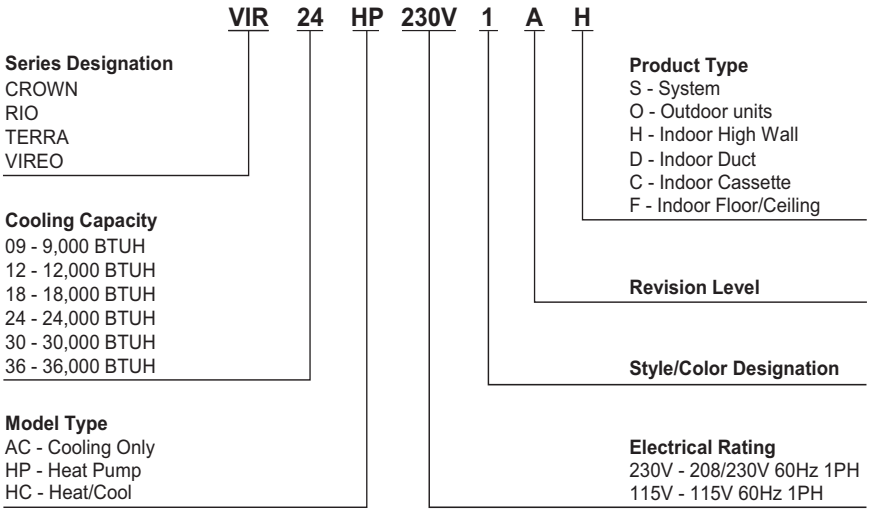 VIR 24 HP 230V 1 A H
Series Designation
CROWN
RIO
TERRA
VIREO
Cooling Capacity
09 - 9,000 BTUH
12 - 12,000 BTUH
18 - 18,000 BTUH
24 - 24,000 BTUH
30 - 30,000 BTUH
36 - 36,000 BTUH
Model Type
AC - Cooling Only
HP - Heat Pump
HC - Heat/Cool
Product Type
S - System
O - Outdoor units
H - Indoor High Wall
D - Indoor Duct
C - Indoor Cassette
F - Indoor Floor/Ceiling
Revision Level
Style/Color Designation
Electrical Rating
230V - 208/230V 60Hz 1PH
115V - 115V 60Hz 1PH